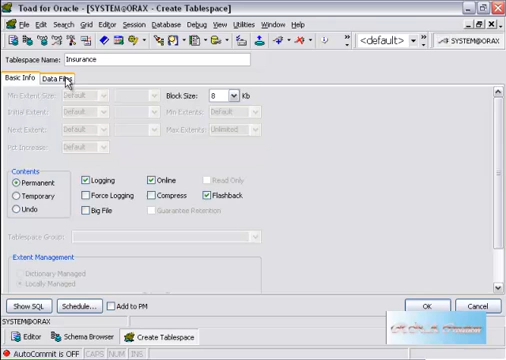 Toad for Oracle - [SYSTEM@ORAX - Create Tablespace]
File Edit Search Grid Editor Session Database Debug View Utilities Window Help
<default> SYSTEM@ORAX
Tablespace Name: Insurance
Basic Info Data Files
Min Extent Size: Default Block Size: 8 Kb
Initial Extent: Default Min Extents: Default
Next Extent: Default Max Extents: Unlimited
Pct Increase: Default
Contents
Permanent Logging Online Read Only
Temporary Force Logging Compress Flashback
Undo Big File Guarantee Retention
Tablespace Group:
Extent Management
Dictionary Managed
Locally Managed
Show SQL Schedule... Add to PM OK Cancel
SYSTEM@ORAX
Editor Schema Browser Create Tablespace
AutoCommit is OFF CAPS NUM INS